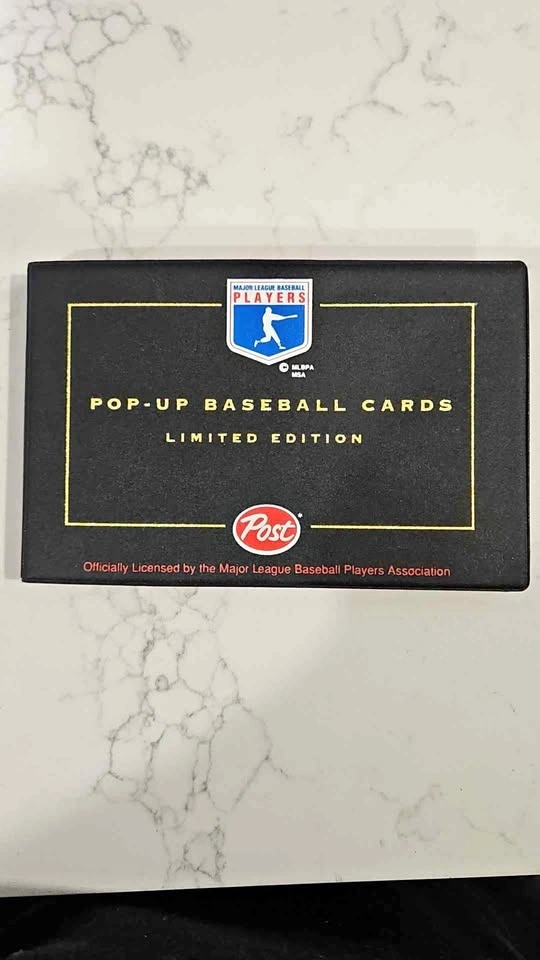 MAJOR LEAGUE BASEBALL
PLAYERS
© MLBPA
MSA
POP-UP BASEBALL CARDS
LIMITED EDITION
Post*
Officially Licensed by the Major League Baseball Players Association